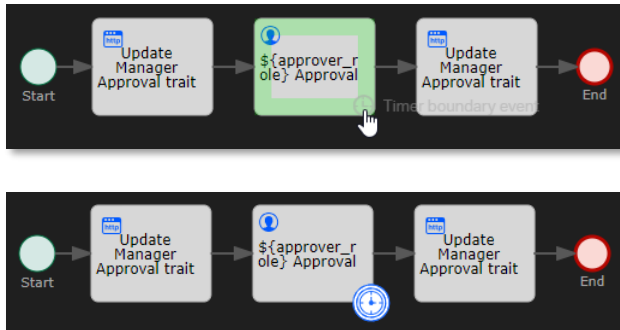 http
http
Update
Manager
Approval trait
${approver_r
ole} Approval
Update
Manager
Approval trait
Start
End
Timer boundary event
http
http
Update
Manager
Approval trait
${approver_r
ole} Approval
Update
Manager
Approval trait
Start
End